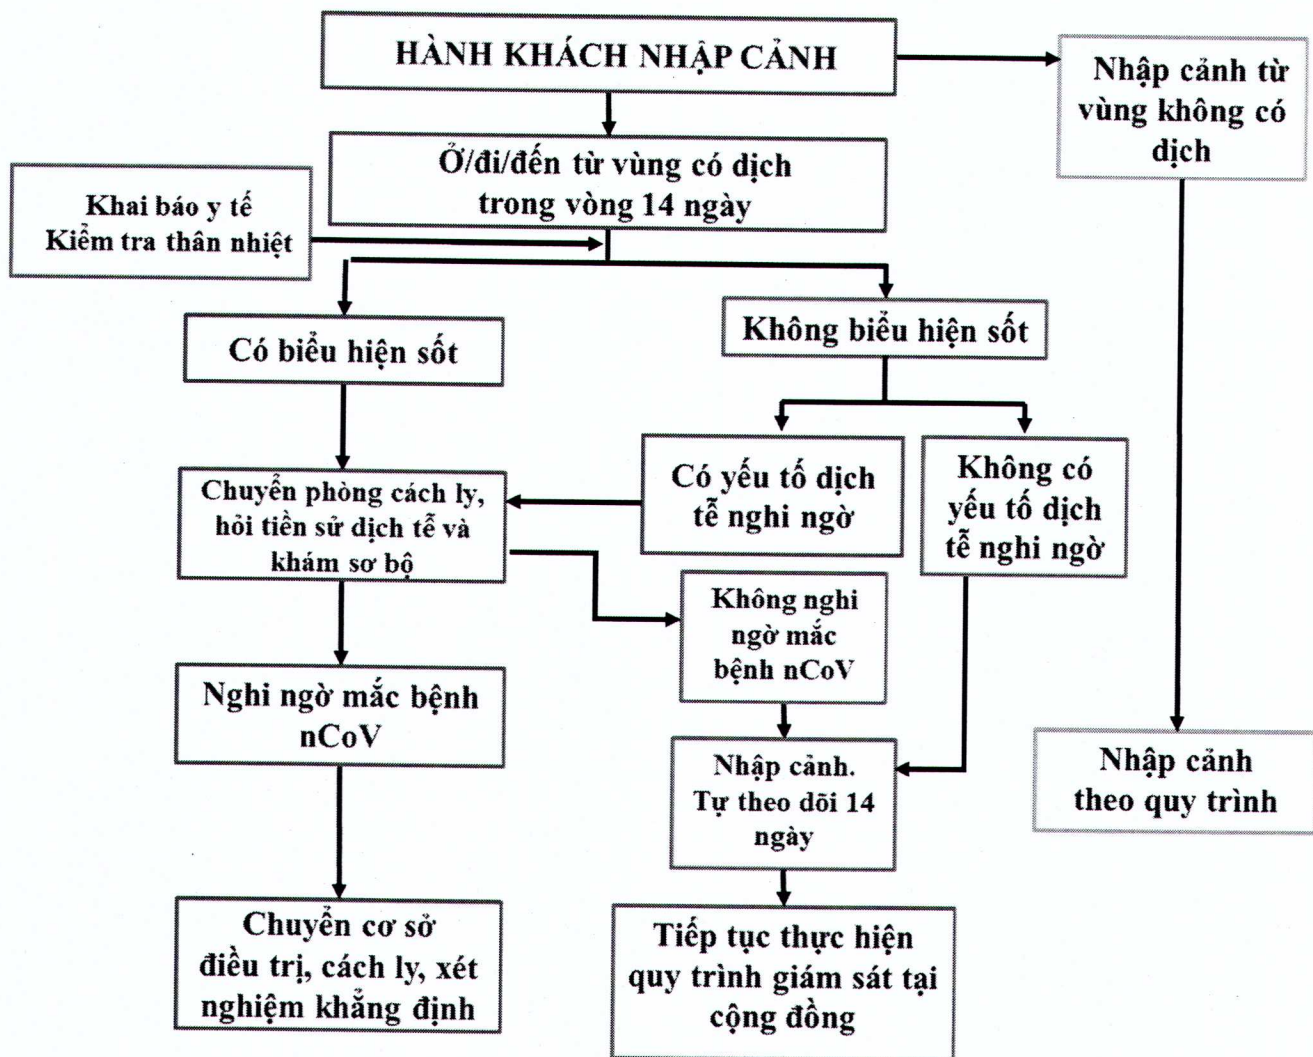 HÀNH KHÁCH NHẬP CẢNH
Nhập cảnh từ
vùng không có
dịch
Ở/đi/đến từ vùng có dịch
trong vòng 14 ngày
Khai báo y tế
Kiểm tra thân nhiệt
Có biểu hiện sốt
Không biểu hiện sốt
Chuyển phòng cách ly,
hỏi tiền sử dịch tễ và
khám sơ bộ
Có yếu tố dịch
tễ nghi ngờ
Không có
yếu tố dịch
tễ nghi ngờ
Không nghi
ngờ mắc
bệnh nCoV
Nghi ngờ mắc bệnh
nCoV
Nhập cảnh.
Tự theo dõi 14
ngày
Nhập cảnh
theo quy trình
Chuyển cơ sở
điều trị, cách ly, xét
nghiệm khẳng định
Tiếp tục thực hiện
quy trình giám sát tại
cộng đồng